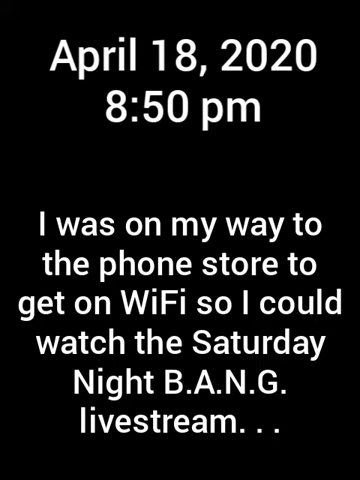 April 18, 2020
8:50 pm
I was on my way to
the phone store to
get on WiFi so I could
watch the Saturday
Night B.A.N.G.
livestream. . .